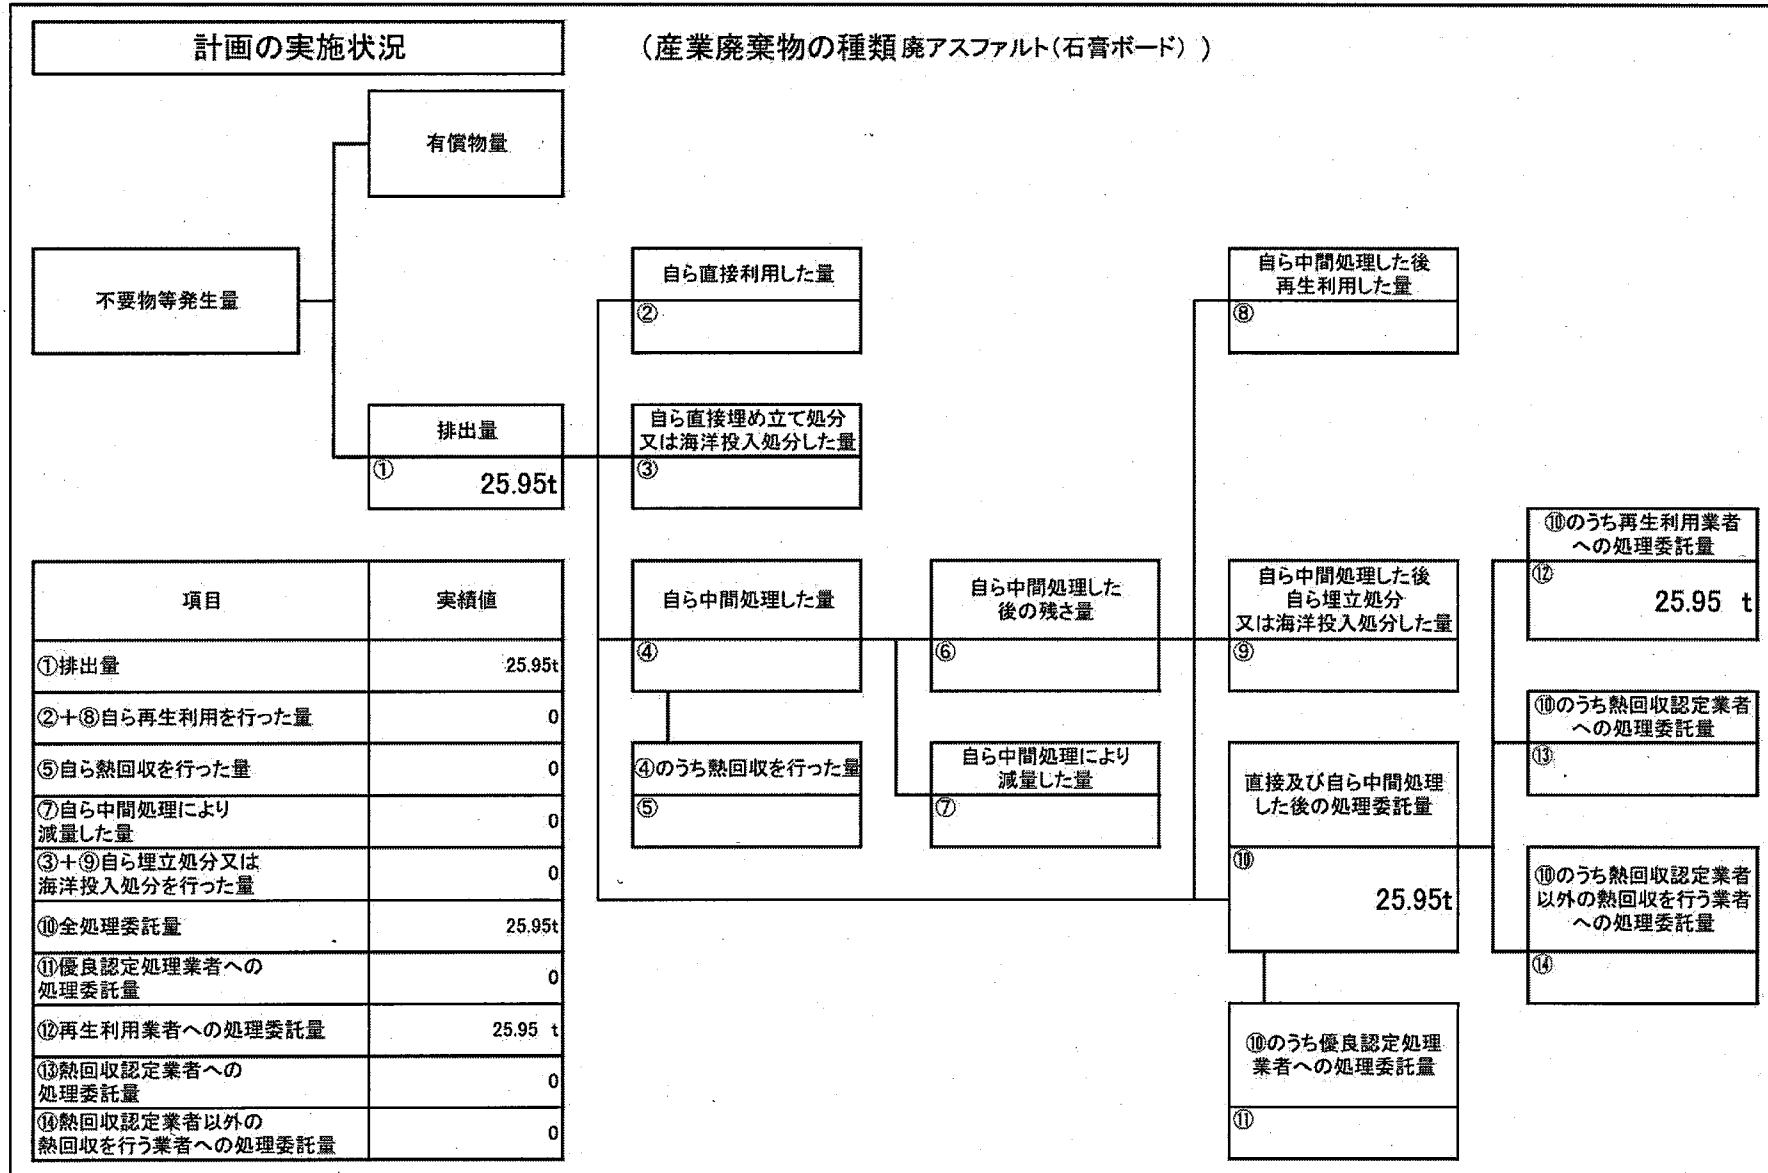 計画の実施状況
(産業廃棄物の種類 廃アスファルト(石膏ボード) )
有償物量
不要物等発生量
排出量
①
25.95t
自ら直接利用した量
②
自ら直接埋め立て処分
又は海洋投入処分した量
③
自ら中間処理した量
④
④のうち熱回収を行った量
⑤
自ら中間処理した
後の残さ量
⑥
自ら中間処理により
減量した量
⑦
自ら中間処理した後
再生利用した量
⑧
自ら中間処理した後
自ら埋立処分
又は海洋投入処分した量
⑨
直接及び自ら中間処理
した後の処理委託量
⑩
25.95t
⑩のうち優良認定処理
業者への処理委託量
⑪
⑩のうち再生利用業者
への処理委託量
⑫
25.95 t
⑩のうち熱回収認定業者
への処理委託量
⑬
⑩のうち熱回収認定業者
以外の熱回収を行う業者
への処理委託量
⑭
項目 実績値
①排出量 25.95t
②+⑧自ら再生利用を行った量 0
⑤自ら熱回収を行った量 0
⑦自ら中間処理により
減量した量 0
③+⑨自ら埋立処分又は
海洋投入処分を行った量 0
⑩全処理委託量 25.95t
⑪優良認定処理業者への
処理委託量 0
⑫再生利用業者への処理委託量 25.95 t
⑬熱回収認定業者への
処理委託量 0
⑭熱回収認定業者以外の
熱回収を行う業者への処理委託量 0